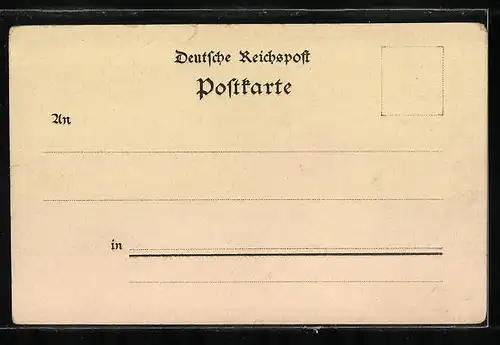 Deutsche Reichspost
Postkarte
An
in